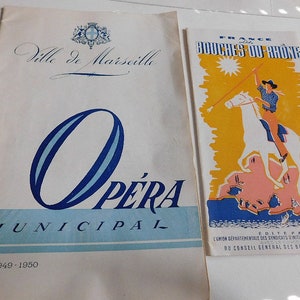 Ville de Marseille
OPÉRA
MUNICIPAL
1949-1950
FRANCE
BOUCHES DU RHÔNE
L'UNION DÉPARTEMENTALE DES SYNDICATS
DU CONSEIL GÉNÉRAL DES